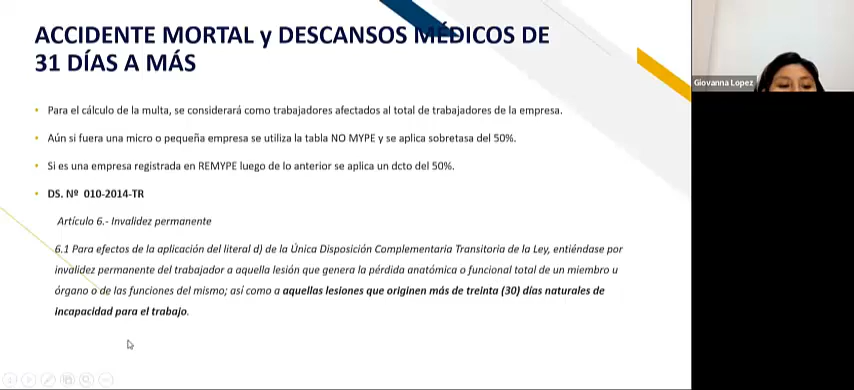 ACCIDENTE MORTAL y DESCANSOS MÉDICOS DE
31 DÍAS A MÁS
Giovanna Lopez
• Para el cálculo de la multa, se considerará como trabajadores afectados al total de trabajadores de la empresa.
• Aún si fuera una micro o pequeña empresa se utiliza la tabla NO MYPE y se aplica sobretasa del 50%.
• Si es una empresa registrada en REMYPE luego de lo anterior se aplica un dcto del 50%.
• DS. Nº 010-2014-TR
Artículo 6.- Invalidez permanente
6.1 Para efectos de la aplicación del literal d) de la Única Disposición Complementaria Transitoria de la Ley, entiéndase por
invalidez permanente del trabajador a aquella lesión que genera la pérdida anatómica o funcional total de un miembro u
órgano o de las funciones del mismo; así como a aquellas lesiones que originen más de treinta (30) días naturales de
incapacidad para el trabajo.